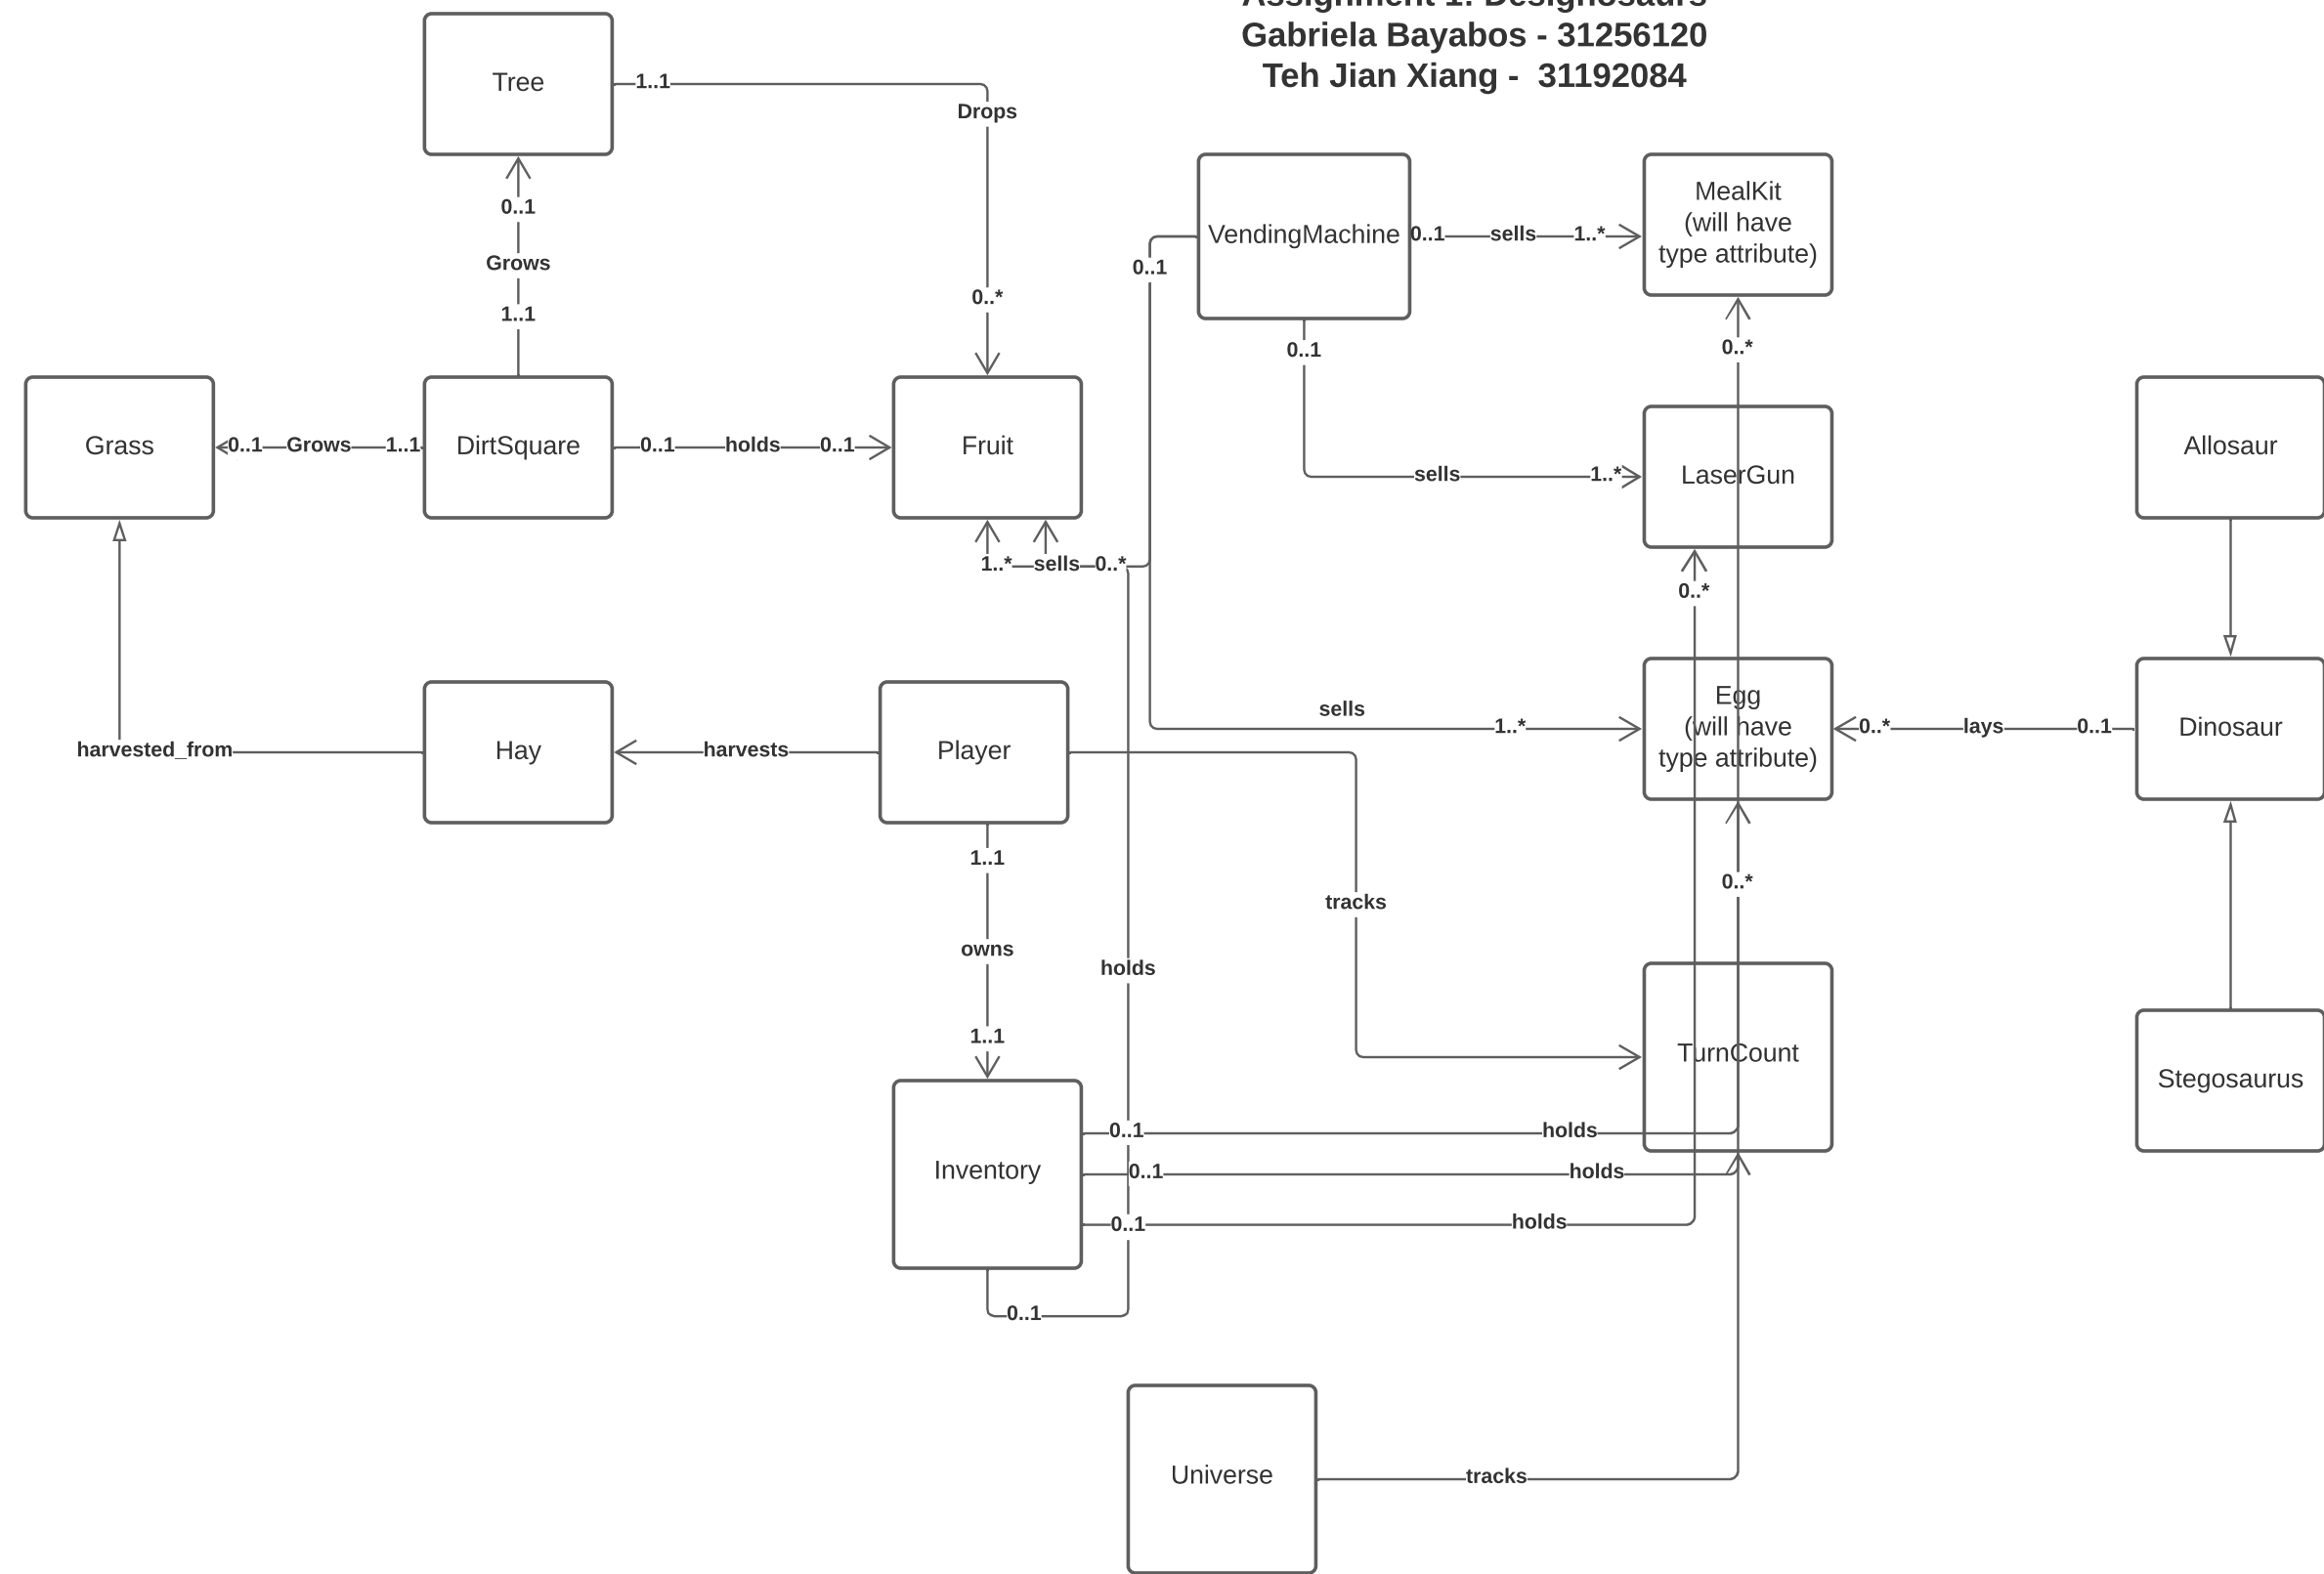 Assignment 1: Designosaurs
Gabriela Bayabos - 31256120
Teh Jian Xiang -  31192084
Tree
1..1
Drops
0..*
0..1
Grows
1..1
VendingMachine
0..1
sells
1..*
MealKit
(will have
type attribute)
0..1
0..1
0..*
Grass
0..1
Grows
1..1
DirtSquare
0..1
holds
0..1
Fruit
sells
1..*
LaserGun
Allosaur
1..*
sells
0..*
0..*
sells
1..*
Egg
(will have
type attribute)
0..*
lays
0..1
Dinosaur
harvested_from
Hay
harvests
Player
1..1
owns
1..1
tracks
0..*
holds
TurnCount
Stegosaurus
Inventory
0..1
holds
0..1
holds
0..1
holds
0..1
Universe
tracks